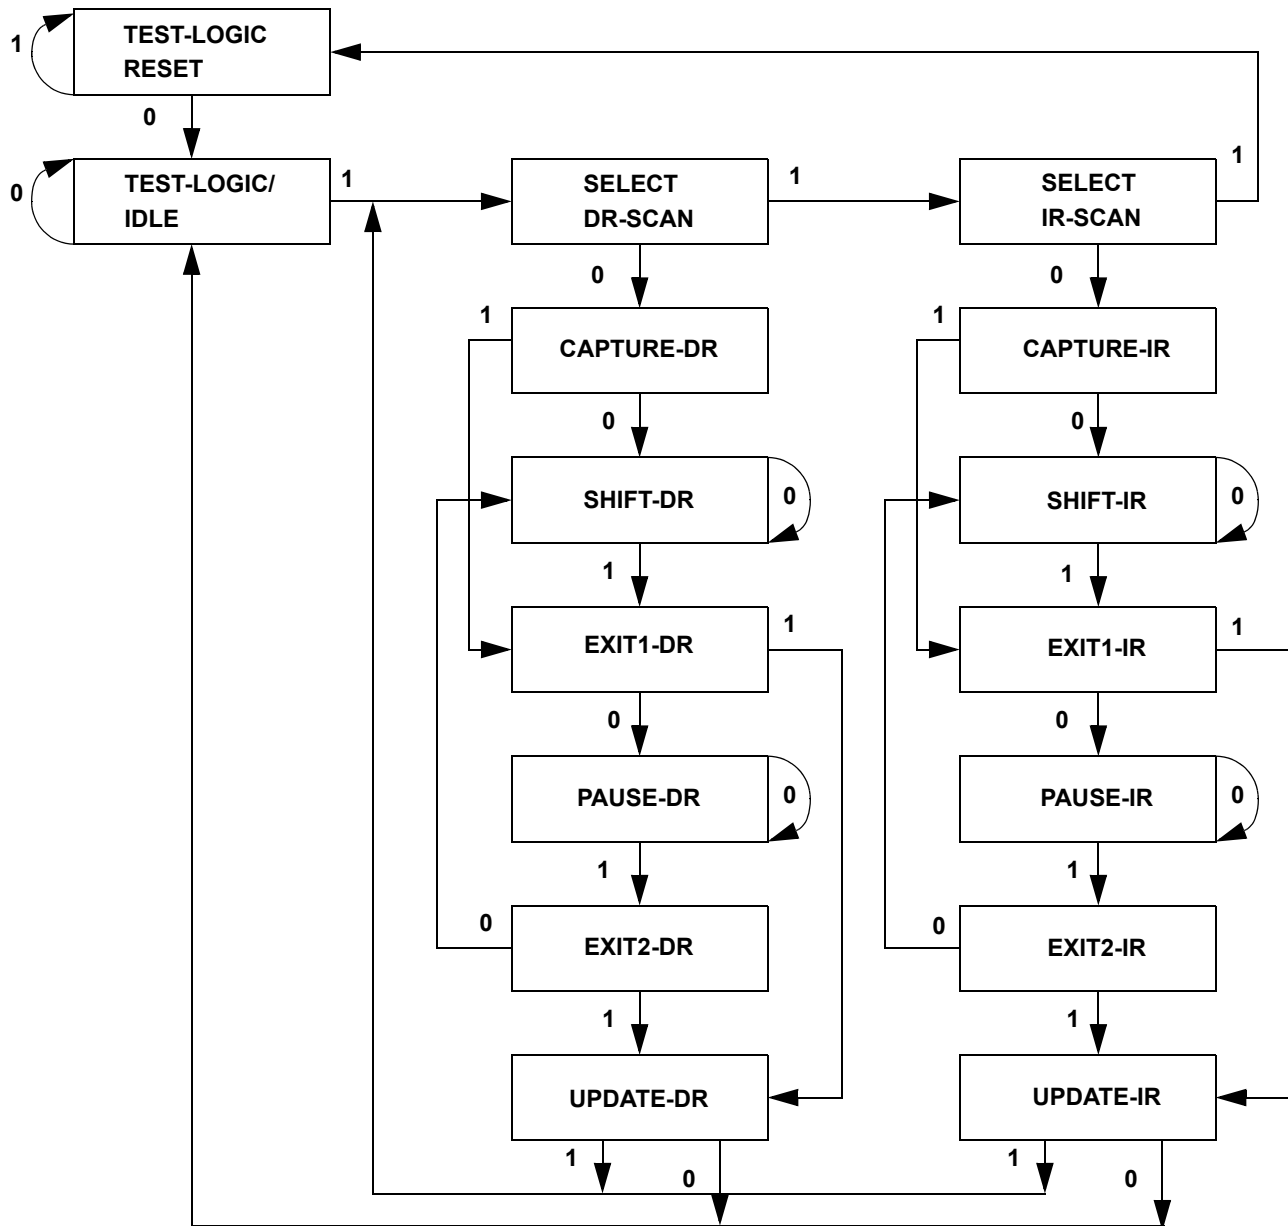 1
TEST-LOGIC
RESET
0
0
TEST-LOGIC/
IDLE
1
SELECT
DR-SCAN
1
SELECT
IR-SCAN
1
0
0
1
CAPTURE-DR
1
CAPTURE-IR
0
0
SHIFT-DR
0
SHIFT-IR
0
1
1
EXIT1-DR
1
EXIT1-IR
1
0
0
PAUSE-DR
0
PAUSE-IR
0
1
1
0
EXIT2-DR
0
EXIT2-IR
1
1
UPDATE-DR
UPDATE-IR
1
0
1
0